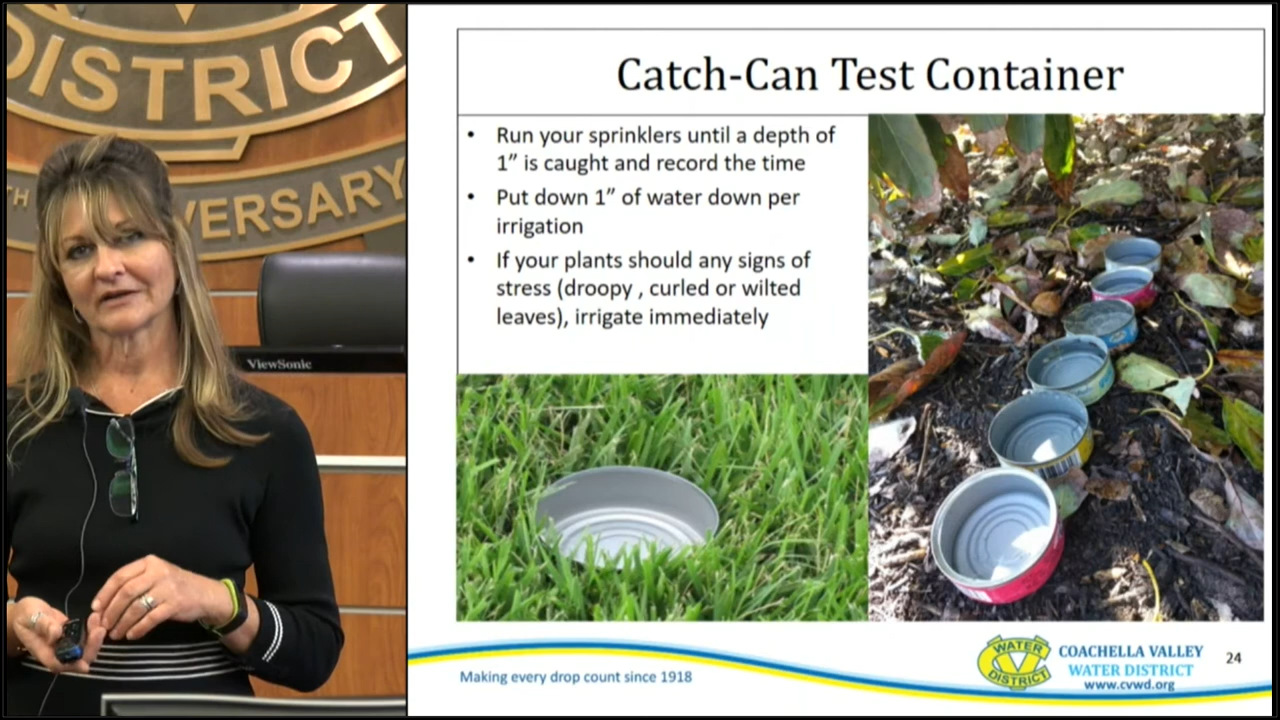 DISTRICT
TH
VERSARY
ViewSonic
Catch-Can Test Container
• Run your sprinklers until a depth of
1” is caught and record the time
• Put down 1” of water down per
irrigation
• If your plants should any signs of
stress (droopy , curled or wilted
leaves), irrigate immediately
Making every drop count since 1918
WATER
DISTRICT
COACHELLA VALLEY
WATER DISTRICT
www.cvwd.org
24